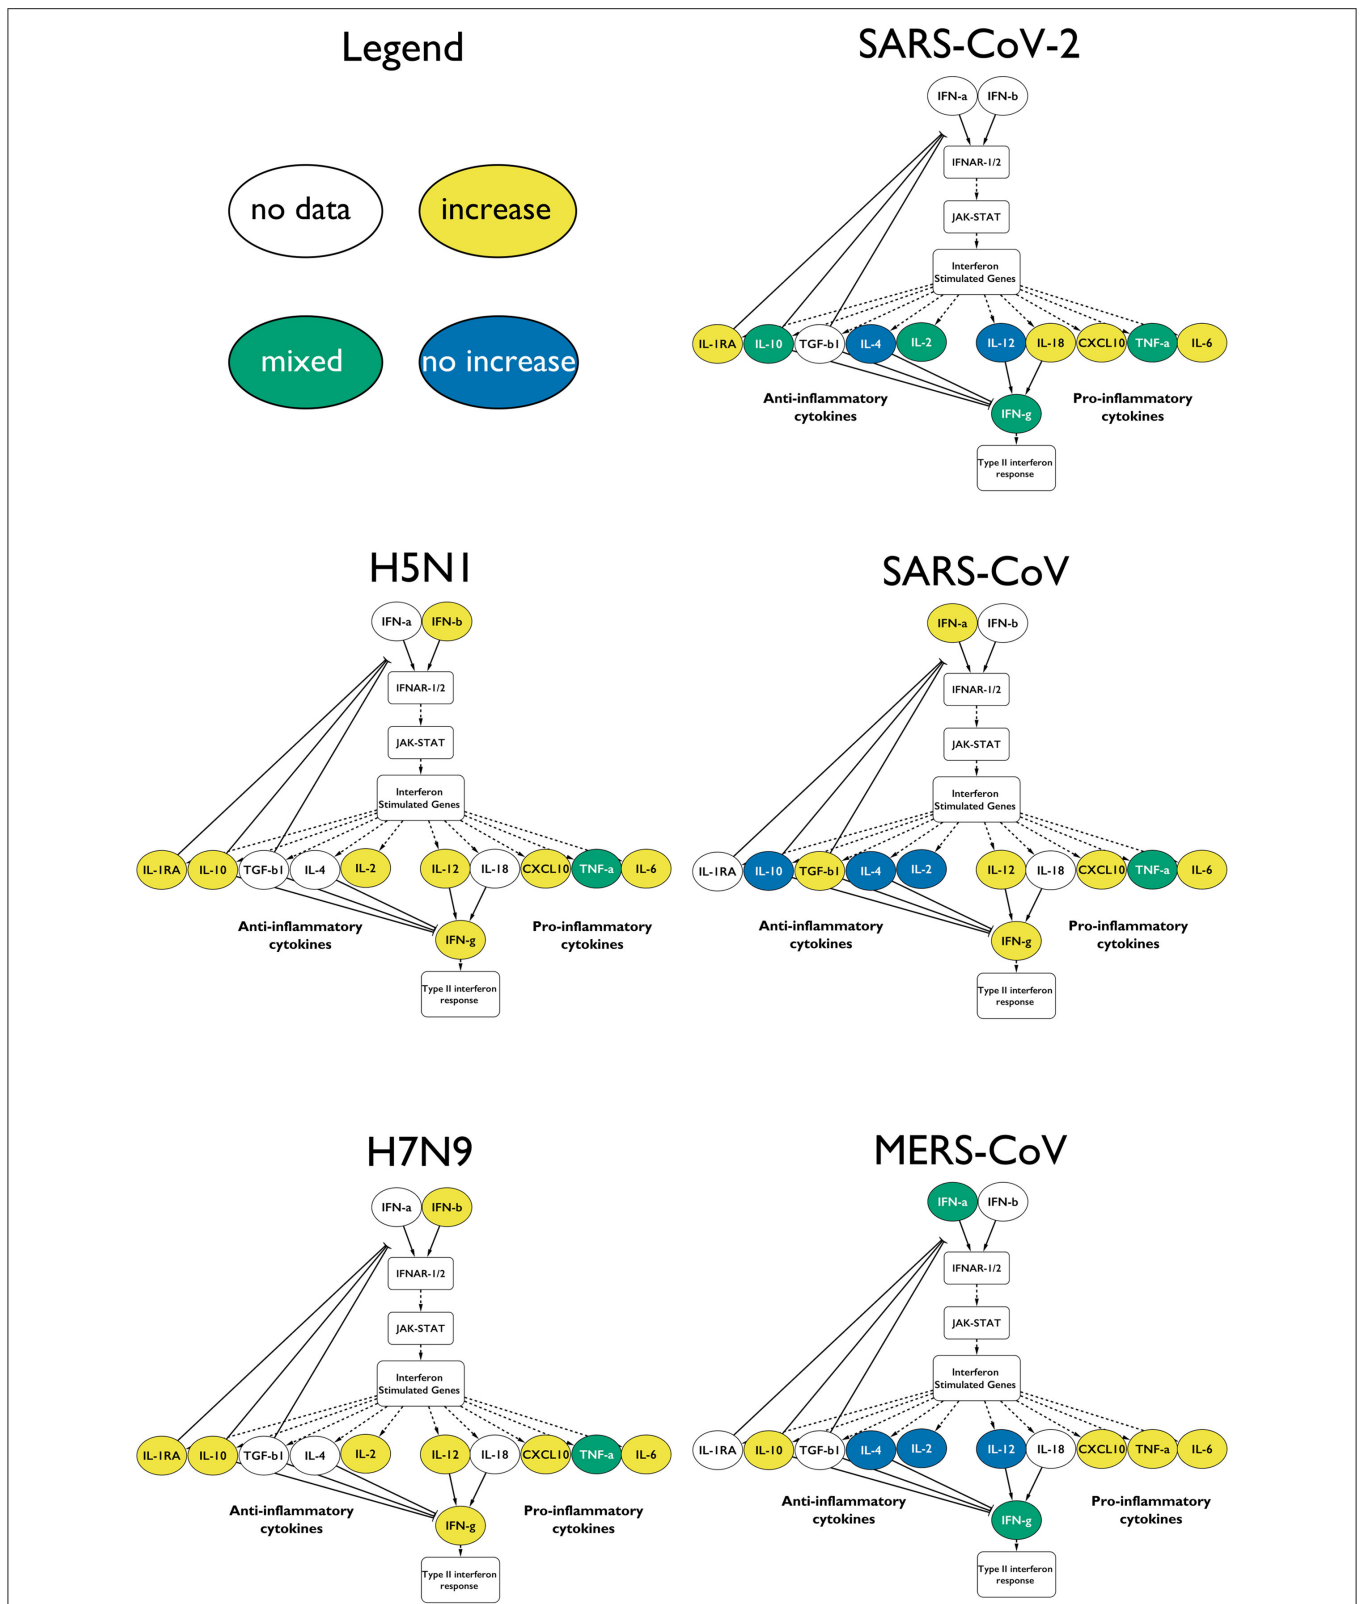 Legend
no data
increase
mixed
no increase
SARS-CoV-2
IFN-a
IFN-b
IFNAR-1/2
JAK-STAT
Interferon
Stimulated Genes
IL-1RA
IL-10
TGF-b1
IL-4
IL-2
IL-12
IL-18
CXCL10
TNF-a
IL-6
Anti-inflammatory
cytokines
Pro-inflammatory
cytokines
IFN-g
Type II interferon
response
H5N1
IFN-a
IFN-b
IFNAR-1/2
JAK-STAT
Interferon
Stimulated Genes
IL-1RA
IL-10
TGF-b1
IL-4
IL-2
IL-12
IL-18
CXCL10
TNF-a
IL-6
Anti-inflammatory
cytokines
Pro-inflammatory
cytokines
IFN-g
Type II interferon
response
SARS-CoV
IFN-a
IFN-b
IFNAR-1/2
JAK-STAT
Interferon
Stimulated Genes
IL-1RA
IL-10
TGF-b1
IL-4
IL-2
IL-12
IL-18
CXCL10
TNF-a
IL-6
Anti-inflammatory
cytokines
Pro-inflammatory
cytokines
IFN-g
Type II interferon
response
H7N9
IFN-a
IFN-b
IFNAR-1/2
JAK-STAT
Interferon
Stimulated Genes
IL-1RA
IL-10
TGF-b1
IL-4
IL-2
IL-12
IL-18
CXCL10
TNF-a
IL-6
Anti-inflammatory
cytokines
Pro-inflammatory
cytokines
IFN-g
Type II interferon
response
MERS-CoV
IFN-a
IFN-b
IFNAR-1/2
JAK-STAT
Interferon
Stimulated Genes
IL-1RA
IL-10
TGF-b1
IL-4
IL-2
IL-12
IL-18
CXCL10
TNF-a
IL-6
Anti-inflammatory
cytokines
Pro-inflammatory
cytokines
IFN-g
Type II interferon
response